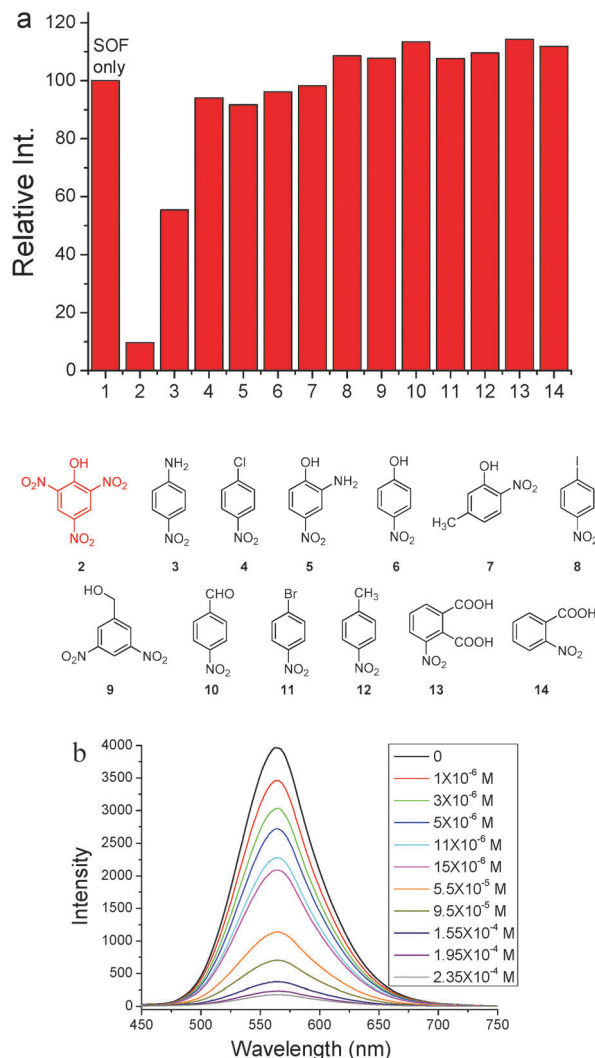 a
120
100
80
60
40
20
0
Relative Int.
SOF
only
1 2 3 4 5 6 7 8 9 10 11 12 13 14
OH
O₂N NO₂
NO₂
2
NH₂
NO₂
3
Cl
NO₂
4
OH
NH₂
NO₂
5
OH
NO₂
6
OH
NO₂
H₃C
7
I
NO₂
8
HO
O₂N NO₂
9
CHO
NO₂
10
Br
NO₂
11
CH₃
NO₂
12
COOH
COOH
NO₂
13
COOH
NO₂
14
b
4000
3500
3000
2500
2000
1500
1000
500
0
Intensity
450 500 550 600 650 700 750
Wavelength (nm)
0
1X10⁻⁶ M
3X10⁻⁶ M
5X10⁻⁶ M
11X10⁻⁶ M
15X10⁻⁶ M
5.5X10⁻⁵ M
9.5X10⁻⁵ M
1.55X10⁻⁴ M
1.95X10⁻⁴ M
2.35X10⁻⁴ M